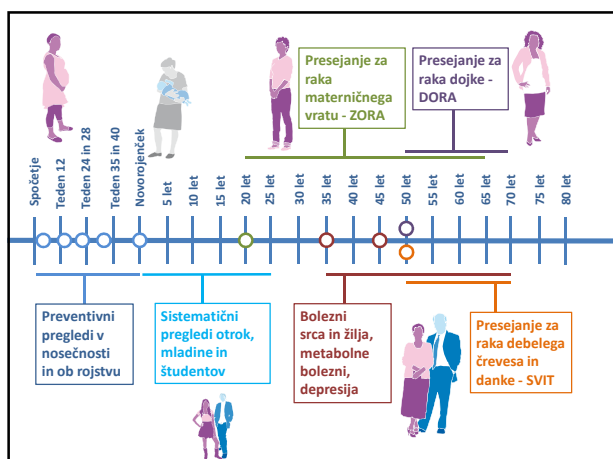 Presejanje za
raka
materničnega
vratu - ZORA
Presejanje za
raka dojke -
DORA
Spočetje
Teden 12
Teden 24 in 28
Teden 35 in 40
Novorojenček
5 let
10 let
15 let
20 let
25 let
30 let
35 let
40 let
45 let
50 let
55 let
60 let
65 let
70 let
75 let
80 let
Preventivni
pregledi v
nosečnosti
in ob rojstvu
Sistematični
pregledi otrok,
mladine in
študentov
Bolezni
srca in žilja,
metabolne
bolezni,
depresija
Presejanje za
raka debelega
črevesa in
danke - SVIT